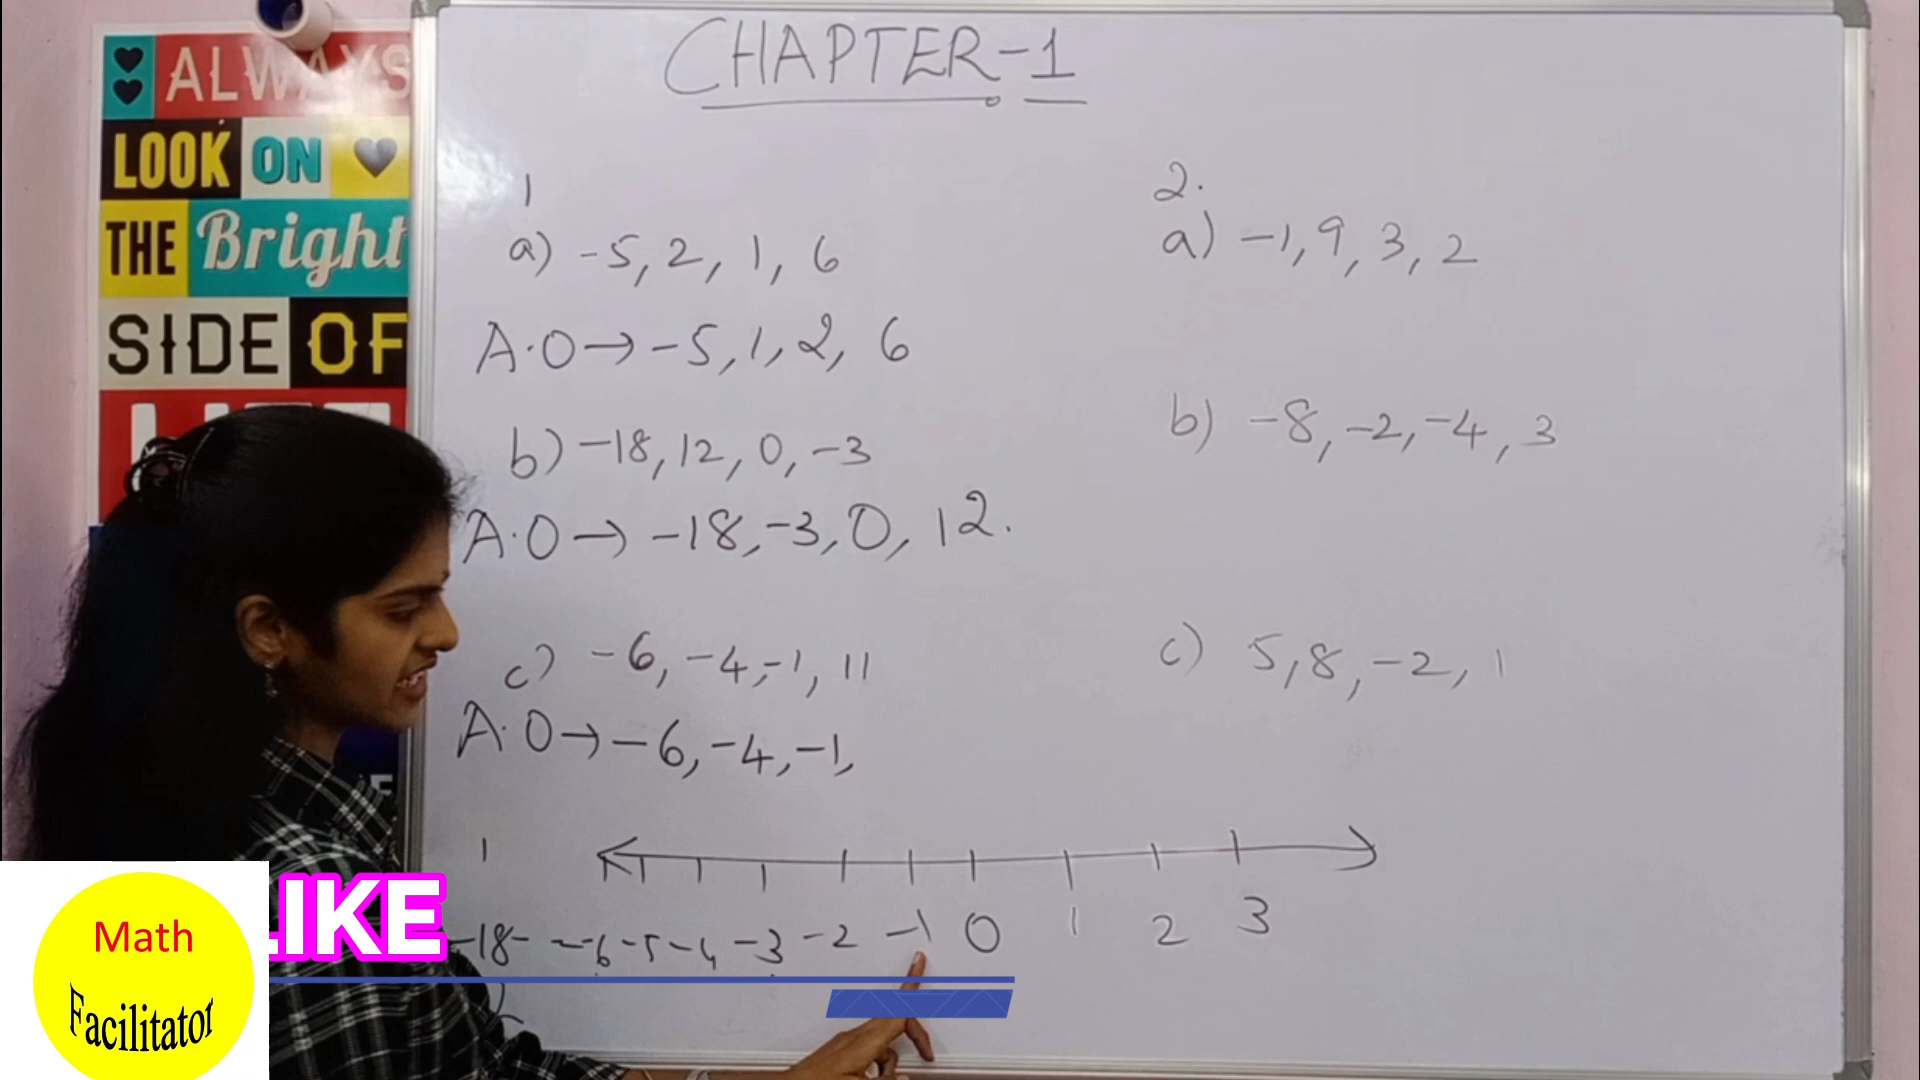 CHAPTER-1
ALWAYS
LOOK ON
THE Bright
SIDE OF
1
a) -5, 2, 1, 6
A.O→ -5, 1, 2, 6
b) -18, 12, 0, -3
A.O→ -18, -3, 0, 12.
c) -6, -4, -1, 11
A.O→ -6, -4, -1,
2.
a) -1, 9, 3, 2
b) -8, -2, -4, 3
c) 5, 8, -2, 1
-18- -6 -5 -4 -3 -2 -1 0 1 2 3
LIKE
Math
Facilitator